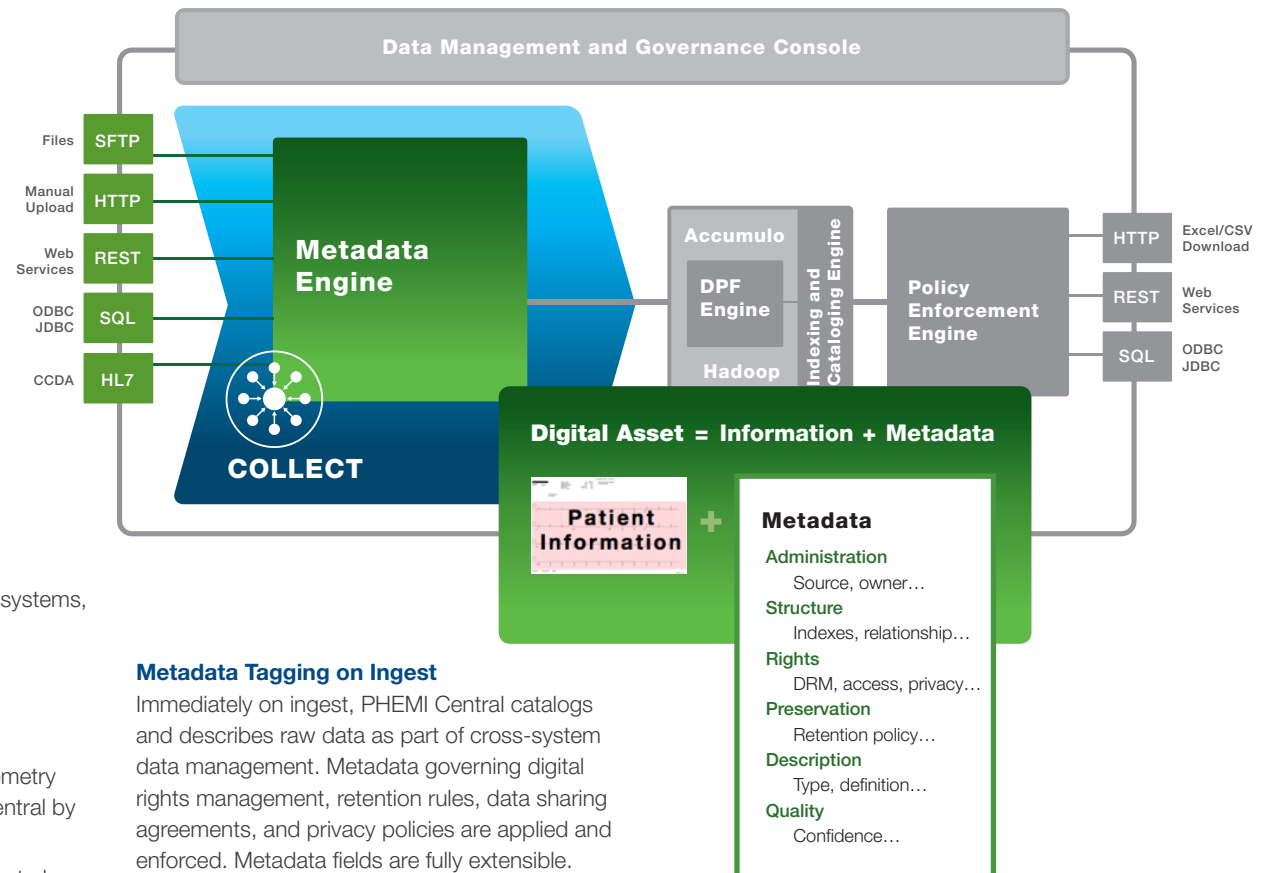 Data Management and Governance Console
Files
SFTP
Manual
Upload
HTTP
Web
Services
REST
ODBC
JDBC
SQL
CCDA
HL7
Metadata
Engine
COLLECT
Accumulo
DPF
Engine
Hadoop
Indexing and
Cataloging Engine
Policy
Enforcement
Engine
HTTP
Excel/CSV
Download
REST
Web
Services
SQL
ODBC
JDBC
Digital Asset = Information + Metadata
Patient
Information
+
Metadata
Administration
Source, owner…
Structure
Indexes, relationship…
Rights
DRM, access, privacy…
Preservation
Retention policy…
Description
Type, definition…
Quality
Confidence…
systems,
emetry
entral by
Metadata Tagging on Ingest
Immediately on ingest, PHEMI Central catalogs
and describes raw data as part of cross-system
data management. Metadata governing digital
rights management, retention rules, data sharing
agreements, and privacy policies are applied and
enforced. Metadata fields are fully extensible.